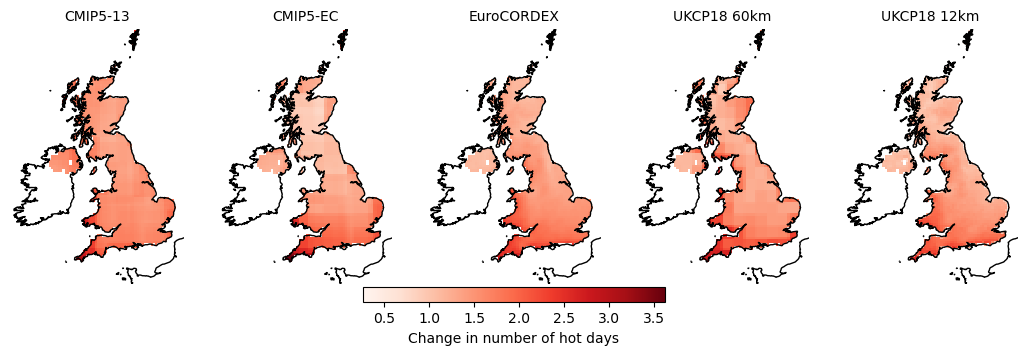 CMIP5-13
CMIP5-EC
EuroCORDEX
UKCP18 60km
UKCP18 12km
0.5 1.0 1.5 2.0 2.5 3.0 3.5
Change in number of hot days